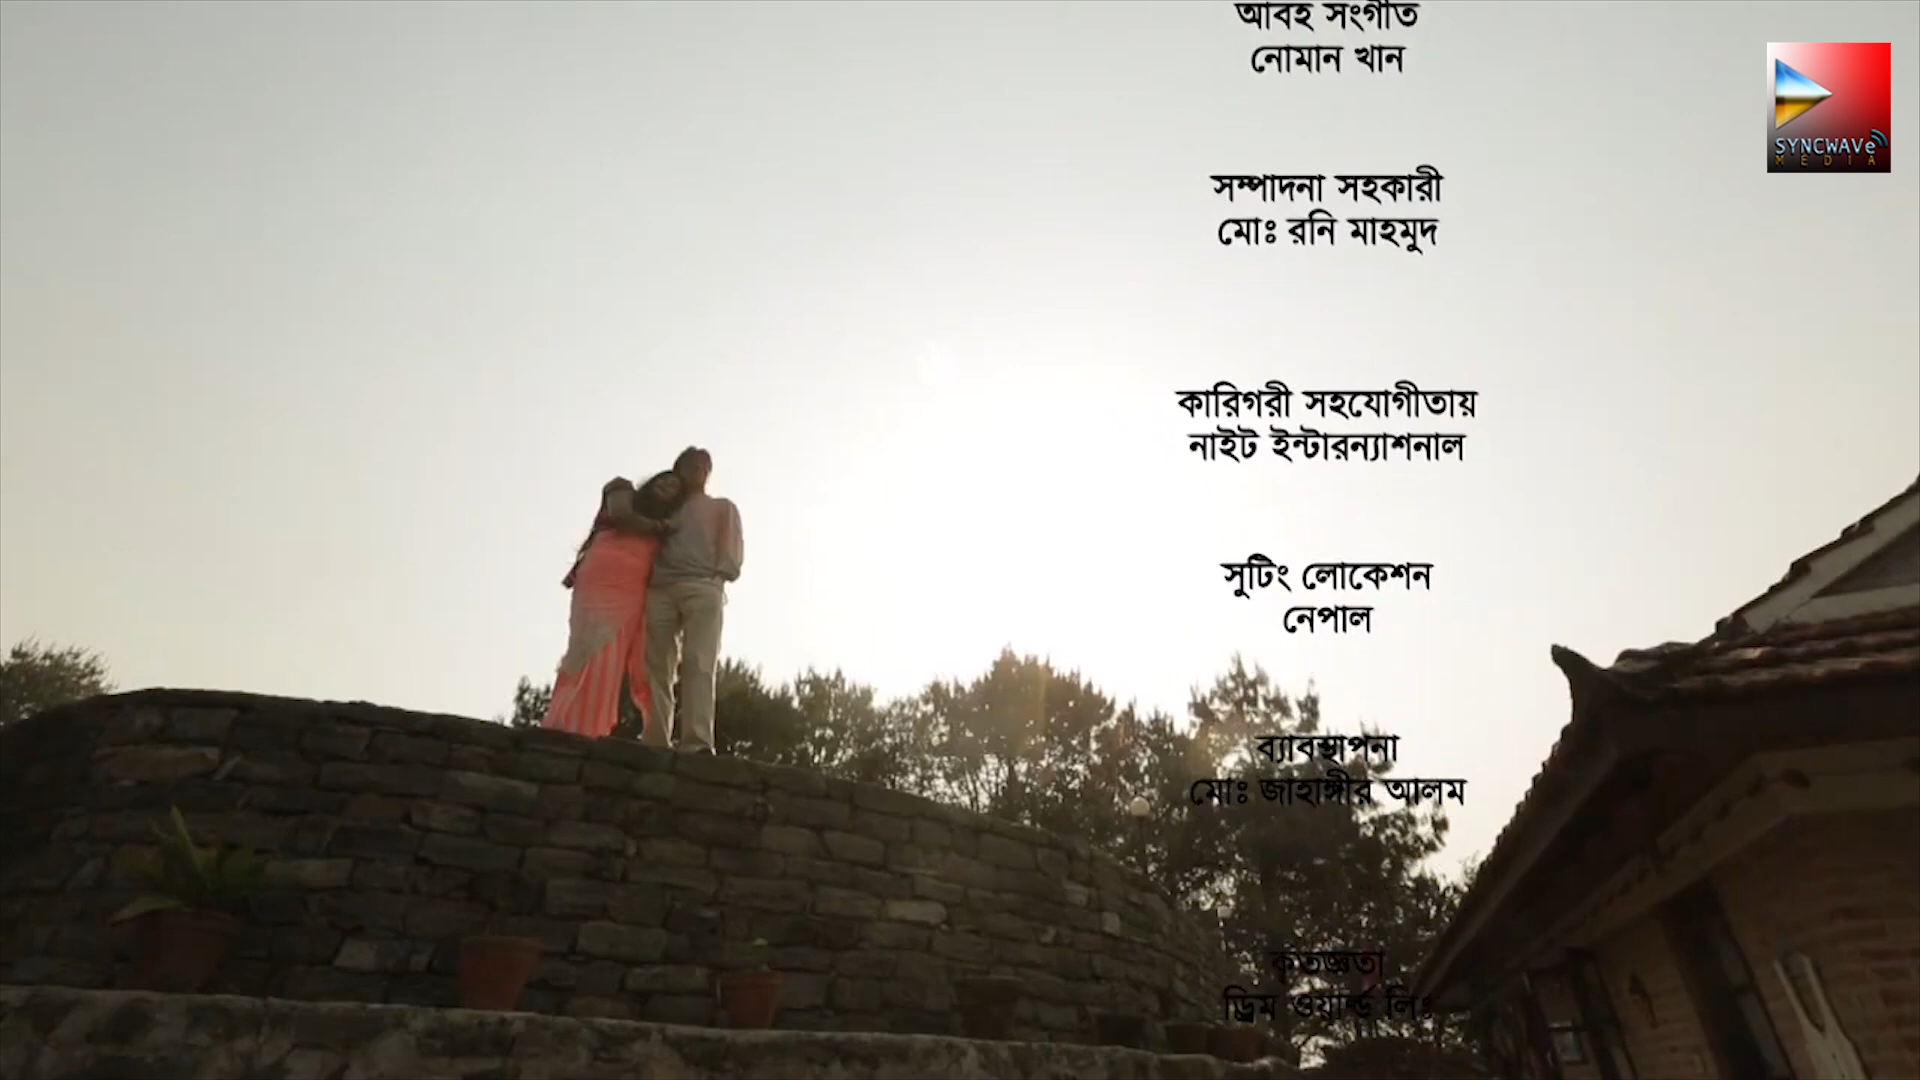 আবহ সংগীত
নোমান খান
সম্পাদনা সহকারী
মোঃ রনি মাহমুদ
কারিগরী সহযোগীতায়
নাইট ইন্টারন্যাশনাল
সুটিং লোকেশন
নেপাল
ব্যাবস্থাপনা
মোঃ জাহাঙ্গীর আলম
কৃতজ্ঞতা
ড্রিম ওয়ার্ল্ড লিঃ
SYNCWAVe
MEDIA